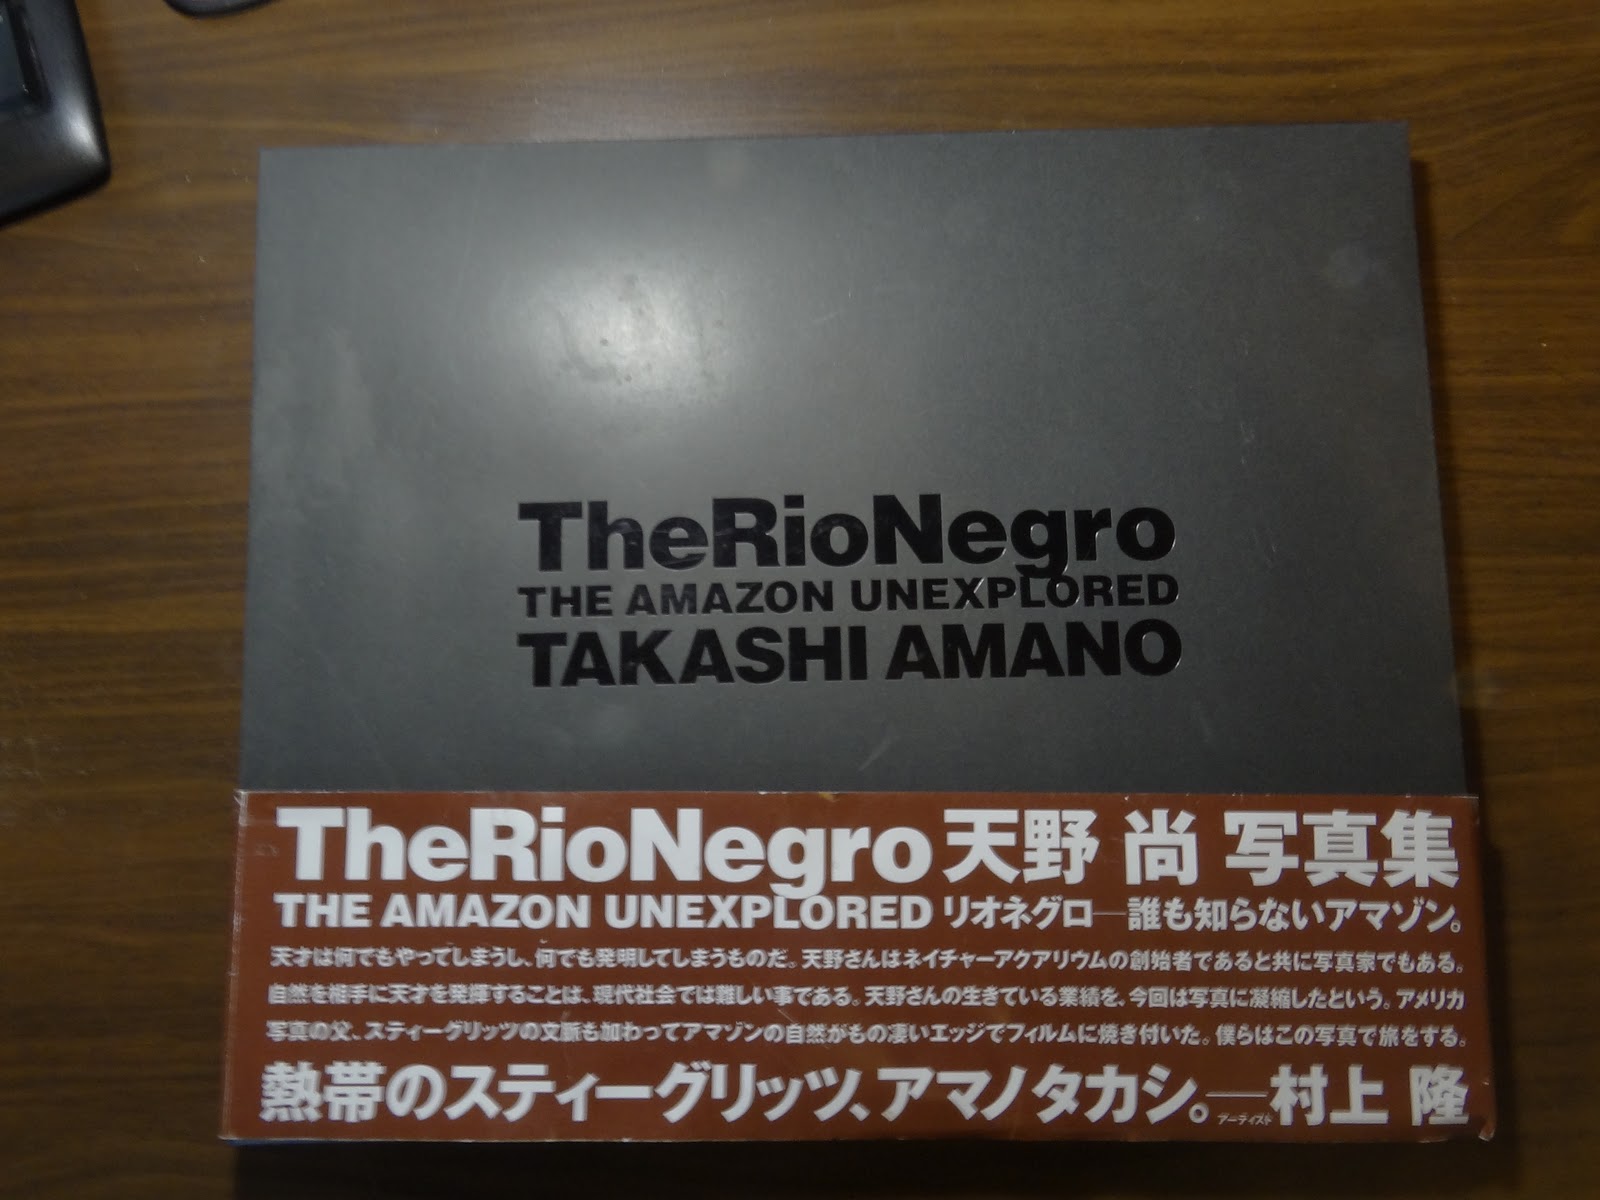 TheRioNegro
THE AMAZON UNEXPLORED
TAKASHI AMANO
TheRioNegro 天野 尚 写真集
THE AMAZON UNEXPLORED リオネグロ―誰も知らないアマゾン。
天才は何でもやってしまうし、何でも発明してしまうものだ。天野さんはネイチャーアクアリウムの創始者であると共に写真家でもある。
自然を相手に天才を発揮することは、現代社会では難しい事である。天野さんの生きている業績を、今回は写真に凝縮したという。アメリカ
写真の父、スティーグリッツの文脈も加わってアマゾンの自然がもの凄いエッジでフィルムに焼き付いた。僕らはこの写真で旅をする。
熱帯のスティーグリッツ、アマノタカシ。―アーティスト 村上 隆